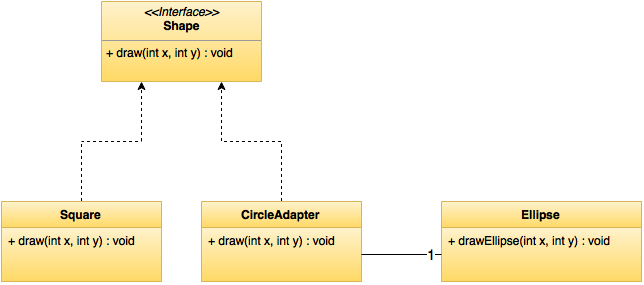 <<Interface>>
Shape
+ draw(int x, int y) : void
Square
+ draw(int x, int y) : void
CircleAdapter
+ draw(int x, int y) : void
1
Ellipse
+ drawEllipse(int x, int y) : void